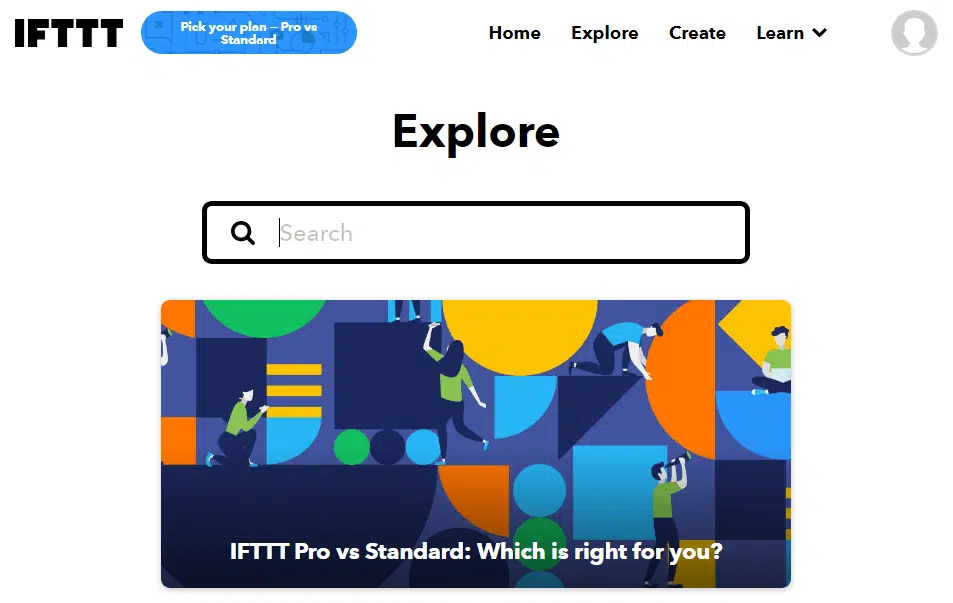 IFTTT
Pick your plan – Pro vs
Standard
Home
Explore
Create
Learn
Explore
Search
IFTTT Pro vs Standard: Which is right for you?